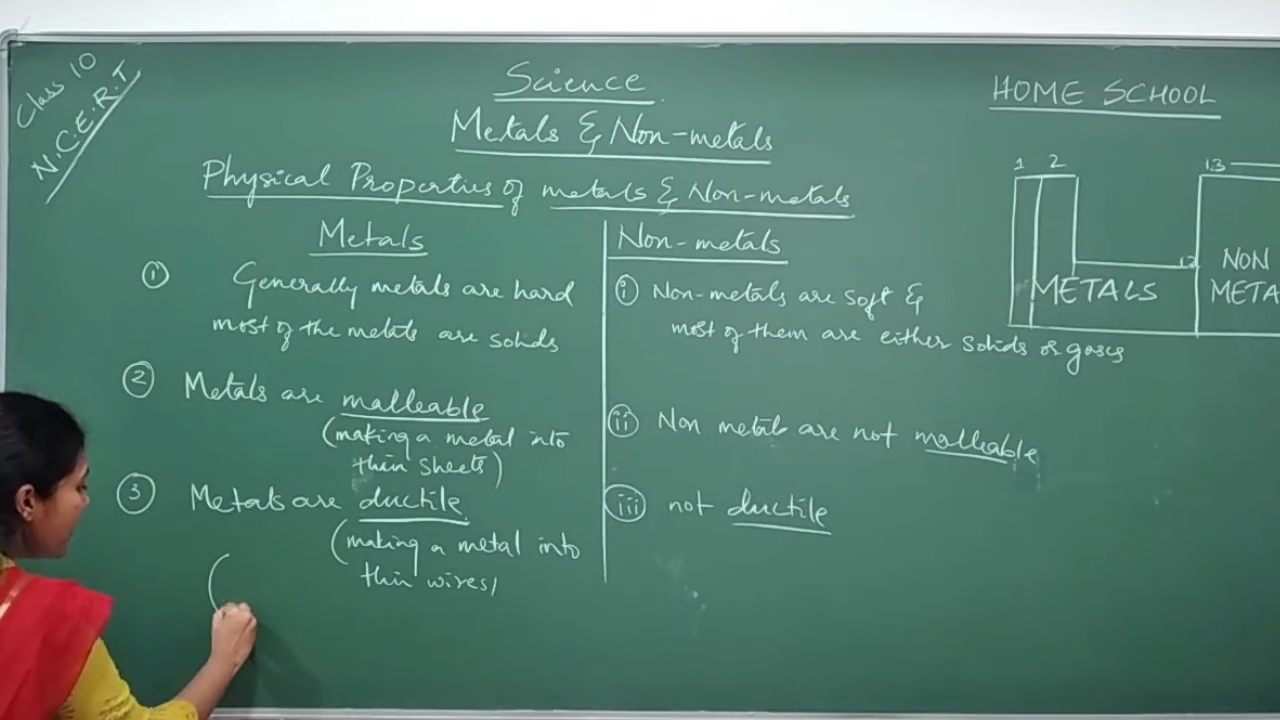 Class 10
N.C.E.R.T
Science
Metals & Non-metals
Physical Properties of metals & Non-metals
Metals
① Generally metals are hard
most of the metals are solids
② Metals are malleable
(making a metal into
thin sheets)
③ Metals are ductile
(making a metal into
thin wires)
Non-metals
i Non-metals are soft &
most of them are either solids or gases
ii Non metals are not malleable
iii not ductile
HOME SCHOOL
1 2
13
12
METALS
NON
META